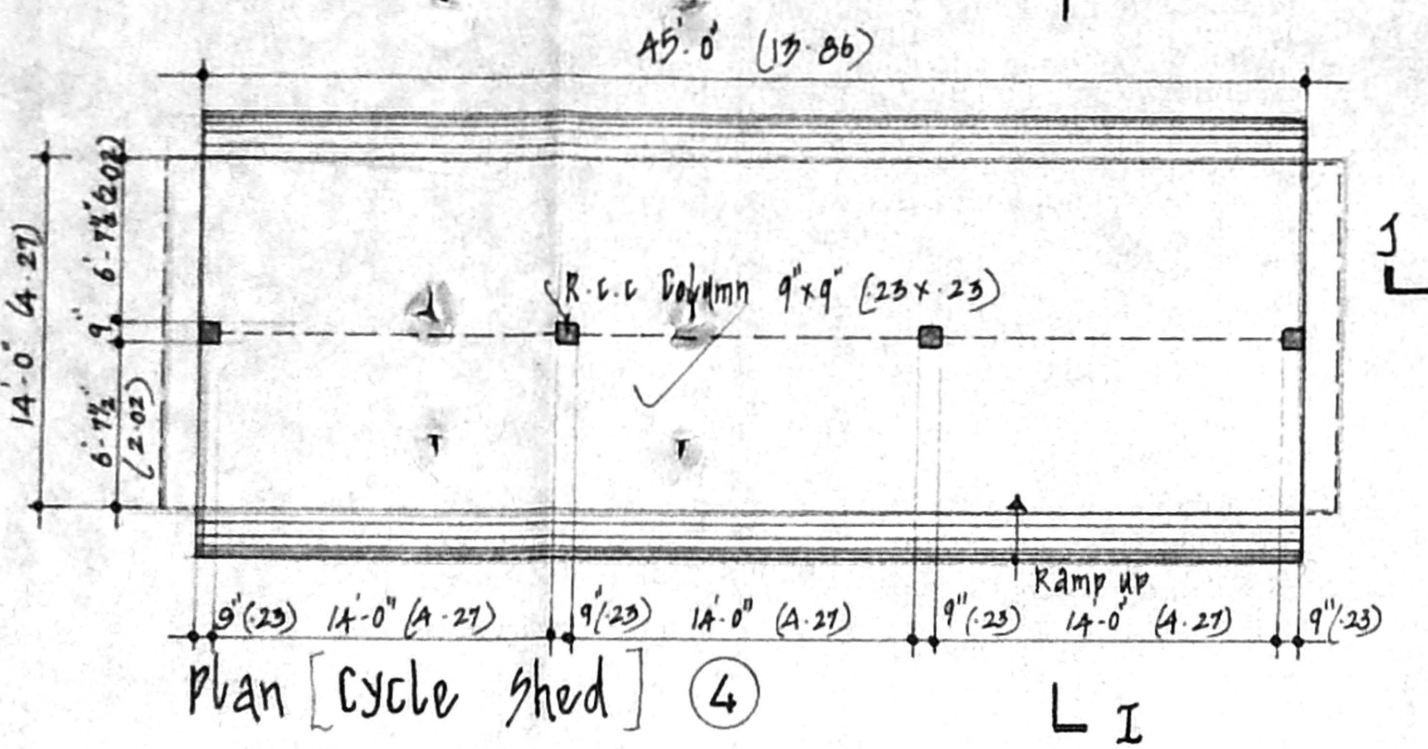 45'-0" (13.86)
14'-0" (4.27)
6'-7½" (2.02)
9"
6'-7½"
(2.02)
R.c.c Column 9"x9" (.23x.23)
J
Ramp up
9"(.23) 14'-0" (4.27) 9"(.23) 14'-0" (4.27) 9"(.23) 14'-0" (4.27) 9"(.23)
Plan [Cycle Shed] 4
I